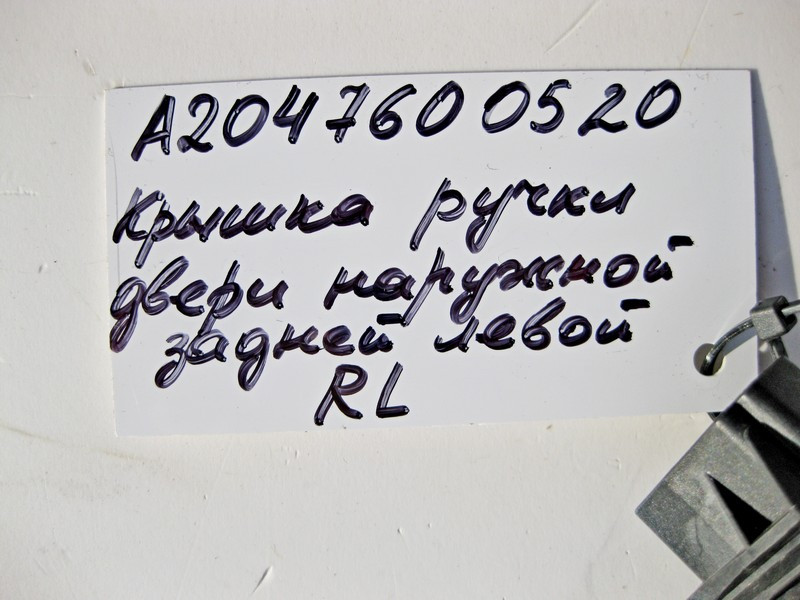 A204 760 05 20
Крышка ручки
двери наружной
задней левой
RL